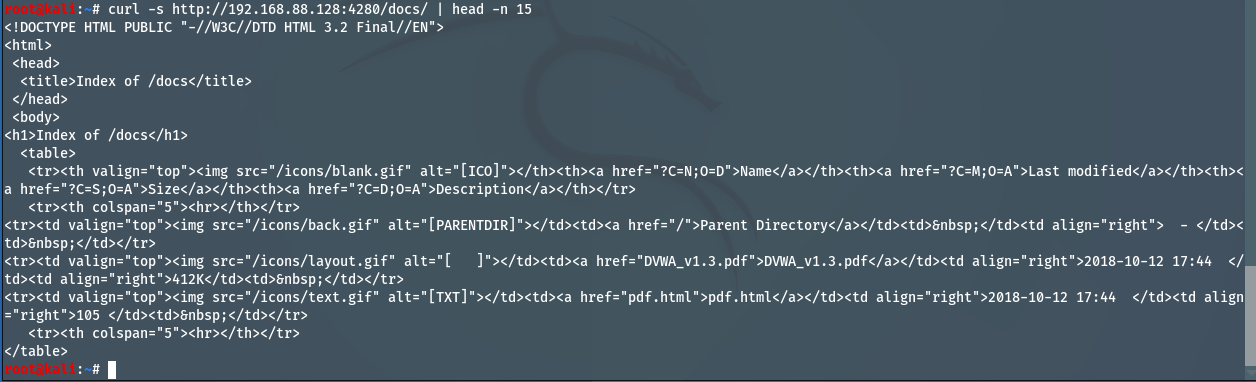 root@kali:~# curl -s http://192.168.88.128:4280/docs/ | head -n 15
<!DOCTYPE HTML PUBLIC "-//W3C//DTD HTML 3.2 Final//EN">
<html>
 <head>
  <title>Index of /docs</title>
 </head>
 <body>
<h1>Index of /docs</h1>
  <table>
   <tr><th valign="top"><img src="/icons/blank.gif" alt="[ICO]"></th><th><a href="?C=N;O=D">Name</a></th><th><a href="?C=M;O=A">Last modified</a></th><th><
a href="?C=S;O=A">Size</a></th><th><a href="?C=D;O=A">Description</a></th></tr>
   <tr><th colspan="5"><hr></th></tr>
<tr><td valign="top"><img src="/icons/back.gif" alt="[PARENTDIR]"></td><td><a href="/">Parent Directory</a></td><td>&nbsp;</td><td align="right">  - </td><
td>&nbsp;</td></tr>
<tr><td valign="top"><img src="/icons/layout.gif" alt="[   ]"></td><td><a href="DVWA_v1.3.pdf">DVWA_v1.3.pdf</a></td><td align="right">2018-10-12 17:44  </
td><td align="right">412K</td><td>&nbsp;</td></tr>
<tr><td valign="top"><img src="/icons/text.gif" alt="[TXT]"></td><td><a href="pdf.html">pdf.html</a></td><td align="right">2018-10-12 17:44  </td><td align
="right">105 </td><td>&nbsp;</td></tr>
   <tr><th colspan="5"><hr></th></tr>
</table>
root@kali:~#